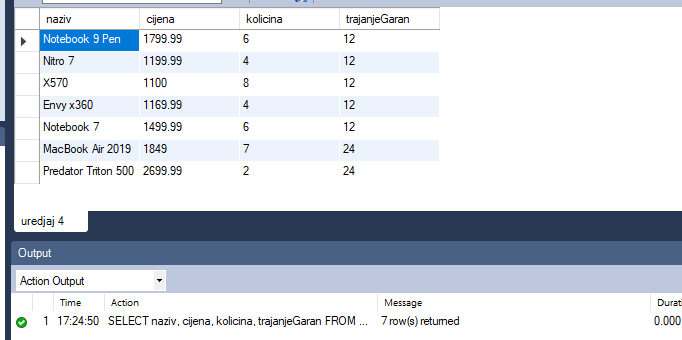 naziv cijena kolicina trajanjeGaran
Notebook 9 Pen 1799.99 6 12
Nitro 7 1199.99 4 12
X570 1100 8 12
Envy x360 1169.99 4 12
Notebook 7 1499.99 6 12
MacBook Air 2019 1849 7 24
Predator Triton 500 2699.99 2 24
uredjaj 4
Output
Action Output
Time Action Message Durati
1 17:24:50 SELECT naziv, cijena, kolicina, trajanjeGaran FROM ... 7 row(s) returned 0.000